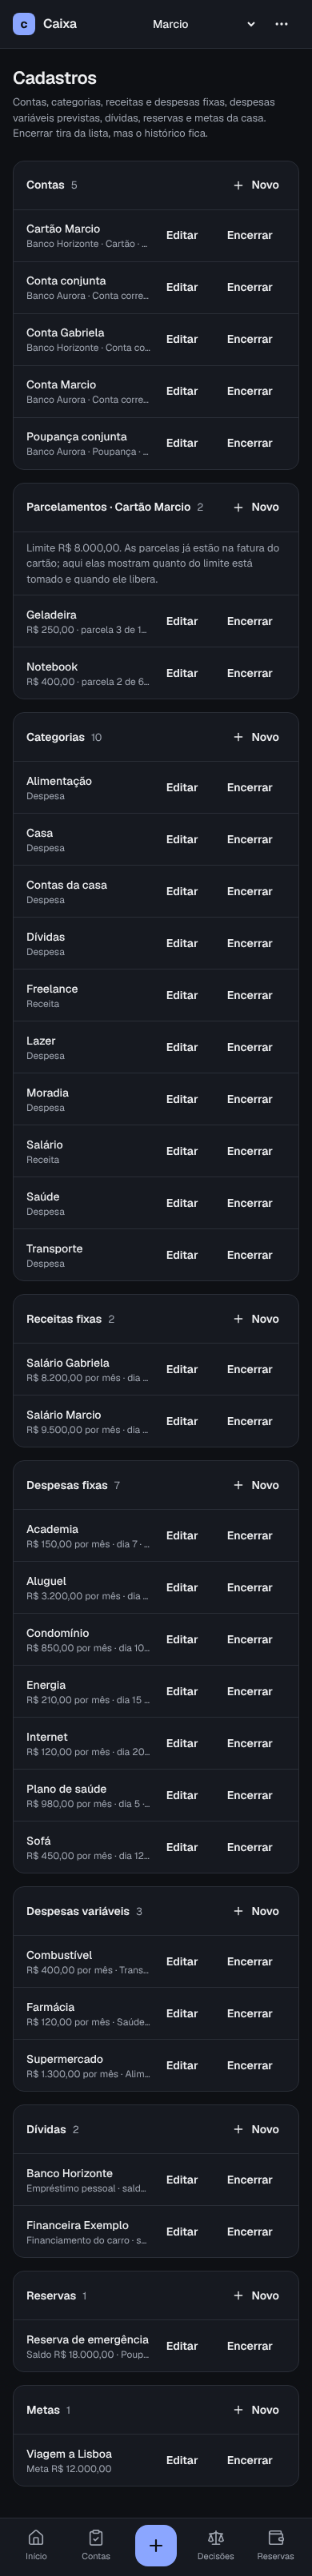 c Caixa Marcio
Cadastros
Contas, categorias, receitas e despesas fixas, despesas
variáveis previstas, dívidas, reservas e metas da casa.
Encerrar tira da lista, mas o histórico fica.
Contas 5 + Novo
Cartão Marcio Editar Encerrar
Banco Horizonte · Cartão · ...
Conta conjunta Editar Encerrar
Banco Aurora · Conta corre...
Conta Gabriela Editar Encerrar
Banco Horizonte · Conta co...
Conta Marcio Editar Encerrar
Banco Aurora · Conta corre...
Poupança conjunta Editar Encerrar
Banco Aurora · Poupança · ...
Parcelamentos · Cartão Marcio 2 + Novo
Limite R$ 8.000,00. As parcelas já estão na fatura do
cartão; aqui elas mostram quanto do limite está
tomado e quando ele libera.
Geladeira Editar Encerrar
R$ 250,00 · parcela 3 de 1...
Notebook Editar Encerrar
R$ 400,00 · parcela 2 de 6...
Categorias 10 + Novo
Alimentação Editar Encerrar
Despesa
Casa Editar Encerrar
Despesa
Contas da casa Editar Encerrar
Despesa
Dívidas Editar Encerrar
Despesa
Freelance Editar Encerrar
Receita
Lazer Editar Encerrar
Despesa
Moradia Editar Encerrar
Despesa
Salário Editar Encerrar
Receita
Saúde Editar Encerrar
Despesa
Transporte Editar Encerrar
Despesa
Receitas fixas 2 + Novo
Salário Gabriela Editar Encerrar
R$ 8.200,00 por mês · dia ...
Salário Marcio Editar Encerrar
R$ 9.500,00 por mês · dia ...
Despesas fixas 7 + Novo
Academia Editar Encerrar
R$ 150,00 por mês · dia 7 · ...
Aluguel Editar Encerrar
R$ 3.200,00 por mês · dia ...
Condomínio Editar Encerrar
R$ 850,00 por mês · dia 10...
Energia Editar Encerrar
R$ 210,00 por mês · dia 15 ...
Internet Editar Encerrar
R$ 120,00 por mês · dia 20...
Plano de saúde Editar Encerrar
R$ 980,00 por mês · dia 5 ·...
Sofá Editar Encerrar
R$ 450,00 por mês · dia 12...
Despesas variáveis 3 + Novo
Combustível Editar Encerrar
R$ 400,00 por mês · Trans...
Farmácia Editar Encerrar
R$ 120,00 por mês · Saúde...
Supermercado Editar Encerrar
R$ 1.300,00 por mês · Alim...
Dívidas 2 + Novo
Banco Horizonte Editar Encerrar
Empréstimo pessoal · sald...
Financeira Exemplo Editar Encerrar
Financiamento do carro · s...
Reservas 1 + Novo
Reserva de emergência Editar Encerrar
Saldo R$ 18.000,00 · Poup...
Metas 1 + Novo
Viagem a Lisboa Editar Encerrar
Meta R$ 12.000,00
Início Contas + Decisões Reservas